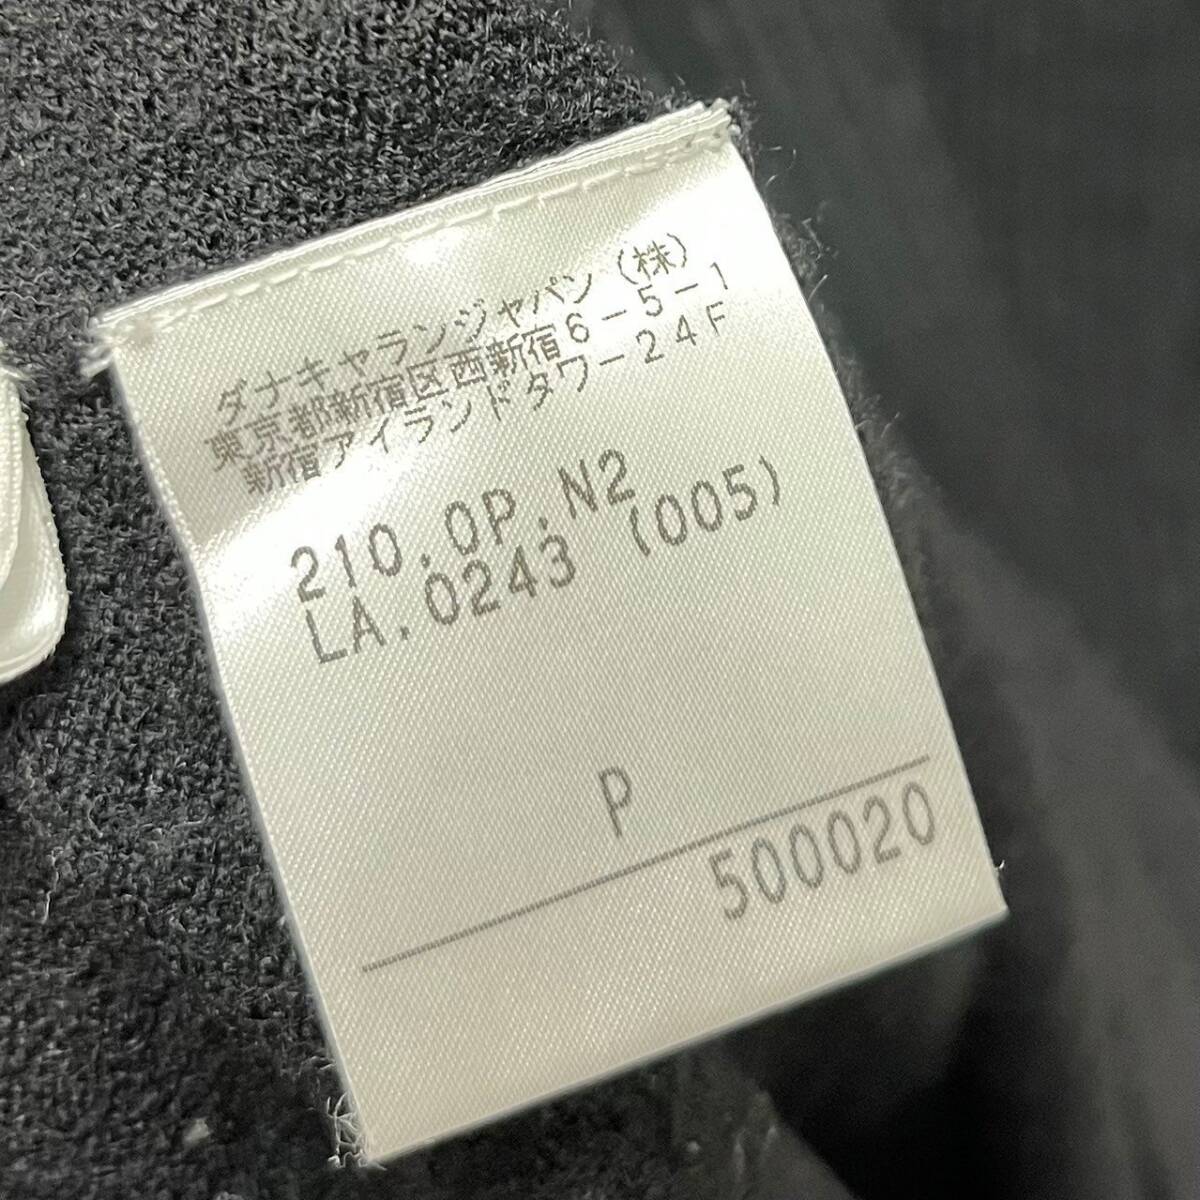 ダナキャランジャパン（株）
東京都新宿区西新宿６－５－１
新宿アイランドタワー２４Ｆ
210.OP.N2
LA.0243 (005)
P
500020